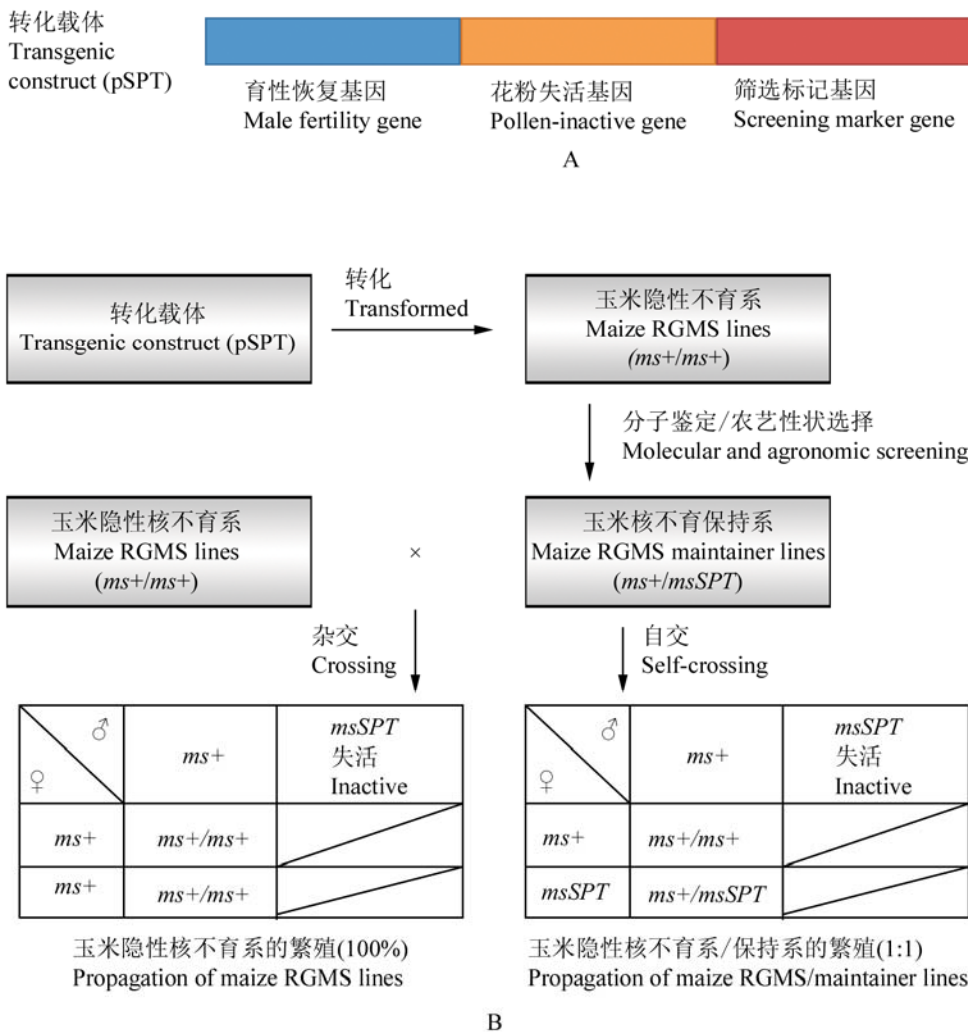 转化载体
Transgenic
construct (pSPT)
育性恢复基因
Male fertility gene
花粉失活基因
Pollen-inactive gene
筛选标记基因
Screening marker gene
A
转化载体
Transgenic construct (pSPT)
转化
Transformed
玉米隐性不育系
Maize RGMS lines
(ms+/ms+)
分子鉴定/农艺性状选择
Molecular and agronomic screening
玉米隐性核不育系
Maize RGMS lines
(ms+/ms+)
×
玉米核不育保持系
Maize RGMS maintainer lines
(ms+/msSPT)
杂交
Crossing
自交
Self-crossing
♂
♀
ms+
msSPT
失活
Inactive
ms+
ms+/ms+
ms+
ms+/ms+
玉米隐性核不育系的繁殖(100%)
Propagation of maize RGMS lines
♂
♀
ms+
msSPT
失活
Inactive
ms+
ms+/ms+
msSPT
ms+/msSPT
玉米隐性核不育系/保持系的繁殖(1:1)
Propagation of maize RGMS/maintainer lines
B